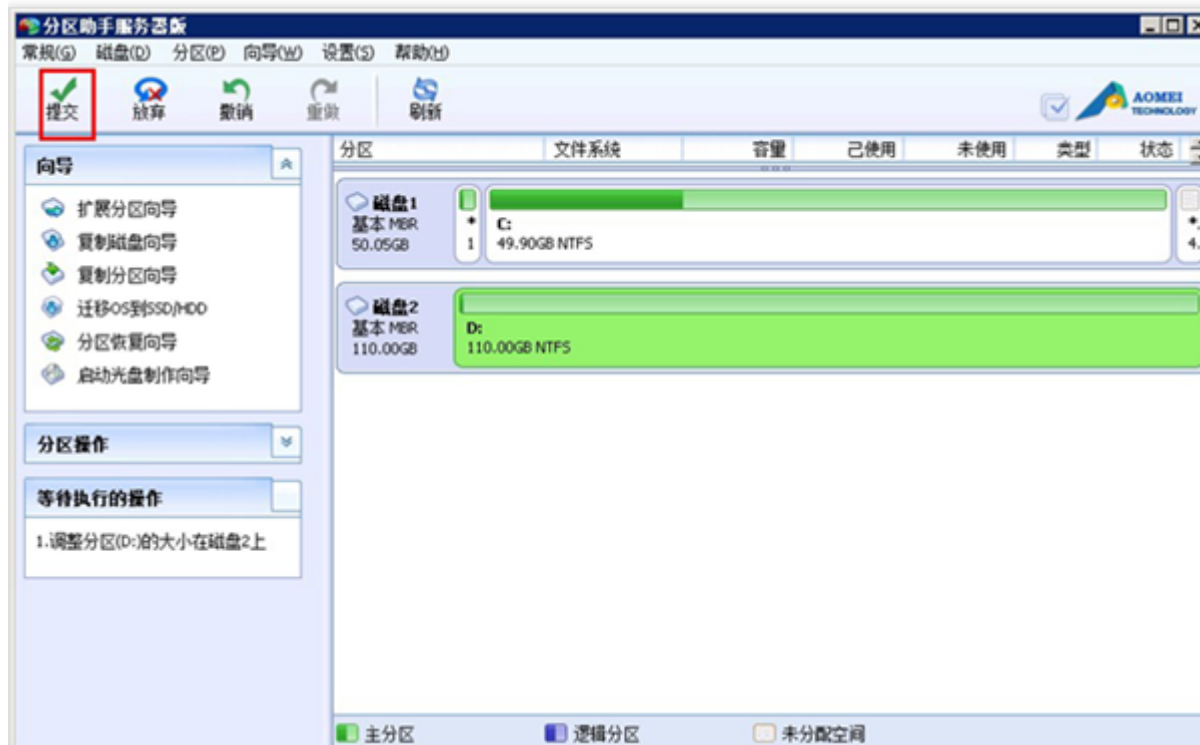 分区助手服务器版
常规(G) 磁盘(D) 分区(P) 向导(W) 设置(S) 帮助(H)
提交 放弃 撤销 重做 刷新
AOMEI
TECHNOLOGY
向导
扩展分区向导
复制磁盘向导
复制分区向导
迁移OS到SSD/HDD
分区恢复向导
启动光盘制作向导
分区操作
等待执行的操作
1.调整分区(D:)的大小在磁盘2上
分区 文件系统 容量 己使用 未使用 类型 状态
磁盘1
基本 MBR
50.05GB
*
1
C:
49.90GB NTFS
*.
4.
磁盘2
基本 MBR
110.00GB
D:
110.00GB NTFS
主分区 逻辑分区 未分配空间